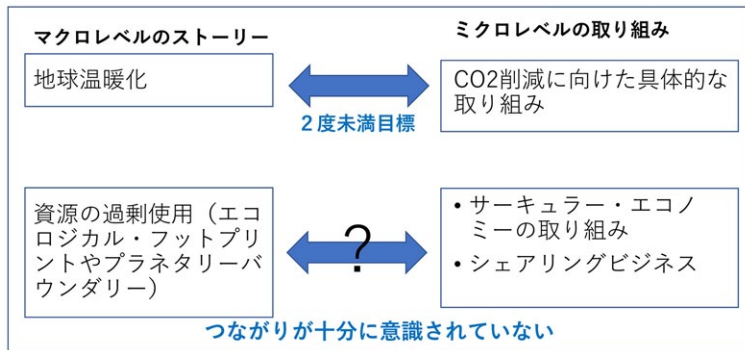 マクロレベルのストーリー
ミクロレベルの取り組み
地球温暖化
CO2削減に向けた具体的な
取り組み
2度未満目標
資源の過剰使用（エコ
ロジカル・フットプリ
ントやプラネタリーバ
ウンダリー）
?
• サーキュラー・エコノ
ミーの取り組み
• シェアリングビジネス
つながりが十分に意識されていない